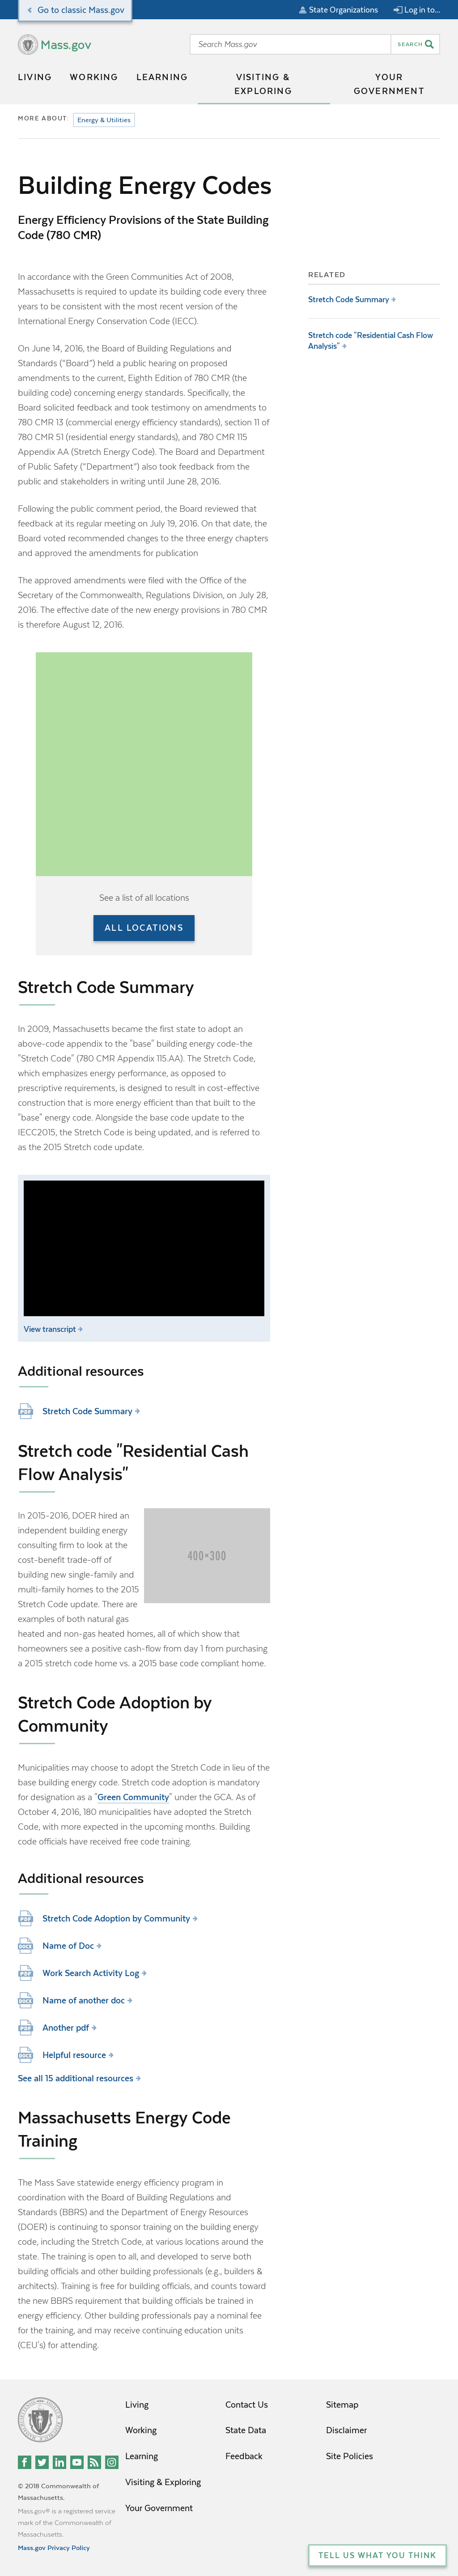 Go to classic Mass.gov
State Organizations
Log in to...
Mass.gov
Search Mass.gov
SEARCH
LIVING
WORKING
LEARNING
VISITING &
EXPLORING
YOUR
GOVERNMENT
MORE ABOUT:
Energy & Utilities
Building Energy Codes
Energy Efficiency Provisions of the State Building
Code (780 CMR)
In accordance with the Green Communities Act of 2008,
Massachusetts is required to update its building code every three
years to be consistent with the most recent version of the
International Energy Conservation Code (IECC).
On June 14, 2016, the Board of Building Regulations and
Standards ("Board") held a public hearing on proposed
amendments to the current, Eighth Edition of 780 CMR (the
building code) concerning energy standards. Specifically, the
Board solicited feedback and took testimony on amendments to
780 CMR 13 (commercial energy efficiency standards), section 11 of
780 CMR 51 (residential energy standards), and 780 CMR 115
Appendix AA (Stretch Energy Code). The Board and Department
of Public Safety ("Department") also took feedback from the
public and stakeholders in writing until June 28, 2016.
Following the public comment period, the Board reviewed that
feedback at its regular meeting on July 19, 2016. On that date, the
Board voted recommended changes to the three energy chapters
and approved the amendments for publication
The approved amendments were filed with the Office of the
Secretary of the Commonwealth, Regulations Division, on July 28,
2016. The effective date of the new energy provisions in 780 CMR
is therefore August 12, 2016.
RELATED
Stretch Code Summary
Stretch code "Residential Cash Flow
Analysis"
See a list of all locations
ALL LOCATIONS
Stretch Code Summary
In 2009, Massachusetts became the first state to adopt an
above-code appendix to the "base" building energy code-the
"Stretch Code" (780 CMR Appendix 115.AA). The Stretch Code,
which emphasizes energy performance, as opposed to
prescriptive requirements, is designed to result in cost-effective
construction that is more energy efficient than that built to the
"base" energy code. Alongside the base code update to the
IECC2015, the Stretch Code is being updated, and is referred to
as the 2015 Stretch code update.
View transcript
Additional resources
PDF
Stretch Code Summary
Stretch code "Residential Cash
Flow Analysis"
In 2015-2016, DOER hired an
independent building energy
consulting firm to look at the
cost-benefit trade-off of
building new single-family and
multi-family homes to the 2015
Stretch Code update. There are
examples of both natural gas
heated and non-gas heated homes, all of which show that
homeowners see a positive cash-flow from day 1 from purchasing
a 2015 stretch code home vs. a 2015 base code compliant home.
400×300
Stretch Code Adoption by
Community
Municipalities may choose to adopt the Stretch Code in lieu of the
base building energy code. Stretch code adoption is mandatory
for designation as a "Green Community" under the GCA. As of
October 4, 2016, 180 municipalities have adopted the Stretch
Code, with more expected in the upcoming months. Building
code officials have received free code training.
Additional resources
PDF
Stretch Code Adoption by Community
DOCX
Name of Doc
PDF
Work Search Activity Log
DOCX
Name of another doc
PDF
Another pdf
DOCX
Helpful resource
See all 15 additional resources
Massachusetts Energy Code
Training
The Mass Save statewide energy efficiency program in
coordination with the Board of Building Regulations and
Standards (BBRS) and the Department of Energy Resources
(DOER) is continuing to sponsor training on the building energy
code, including the Stretch Code, at various locations around the
state. The training is open to all, and developed to serve both
building officials and other building professionals (e.g., builders &
architects). Training is free for building officials, and counts toward
the new BBRS requirement that building officials be trained in
energy efficiency. Other building professionals pay a nominal fee
for the training, and may receive continuing education units
(CEU's) for attending.
Living
Working
Learning
Visiting & Exploring
Your Government
Contact Us
State Data
Feedback
Sitemap
Disclaimer
Site Policies
© 2018 Commonwealth of
Massachusetts.
Mass.gov® is a registered service
mark of the Commonwealth of
Massachusetts.
Mass.gov Privacy Policy
TELL US WHAT YOU THINK